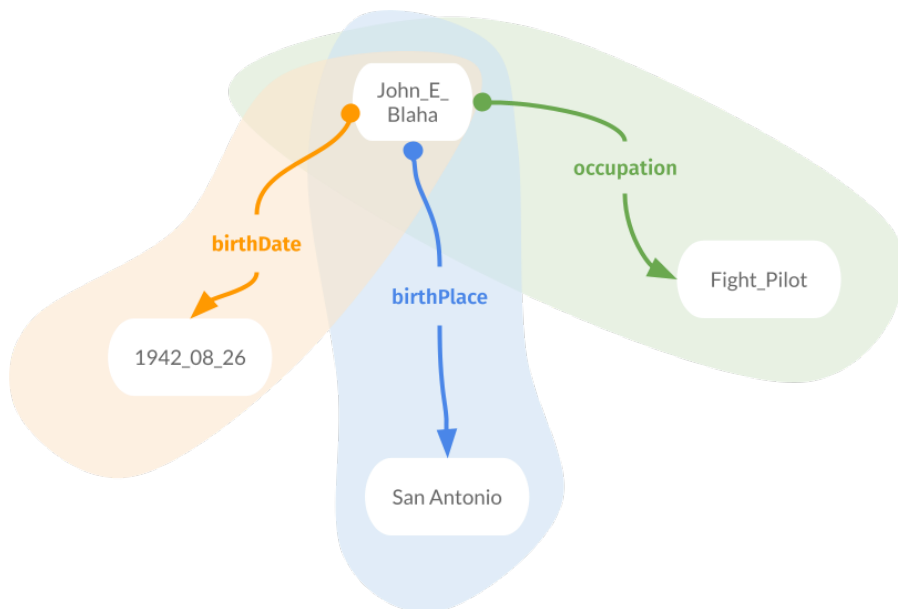 John_E_
Blaha
occupation
birthDate
Fight_Pilot
birthPlace
1942_08_26
San Antonio